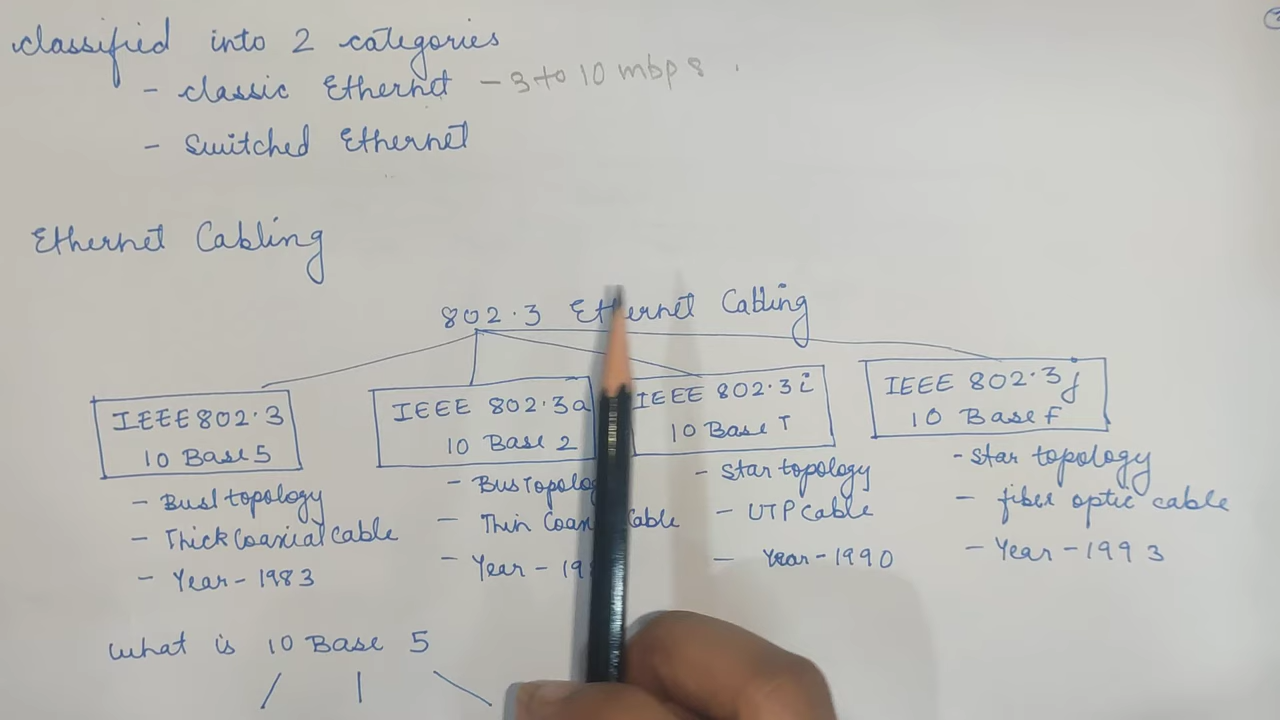 classified into 2 categories
- classic Ethernet - 3 to 10 mbps.
- switched Ethernet
Ethernet Cabling
802.3 Ethernet Cabling
IEEE 802.3
10 Base 5
- Bus topology
- Thick Coaxial Cable
- Year - 1983
IEEE 802.3a
10 Base 2
- Bus Topolo
- Thin Coax Cable
- Year - 19
IEEE 802.3i
10 Base T
- Star topology
- UTP Cable
- Year - 1990
IEEE 802.3j
10 Base F
- Star topology
- fiber optic cable
- Year - 1993
what is 10 Base 5